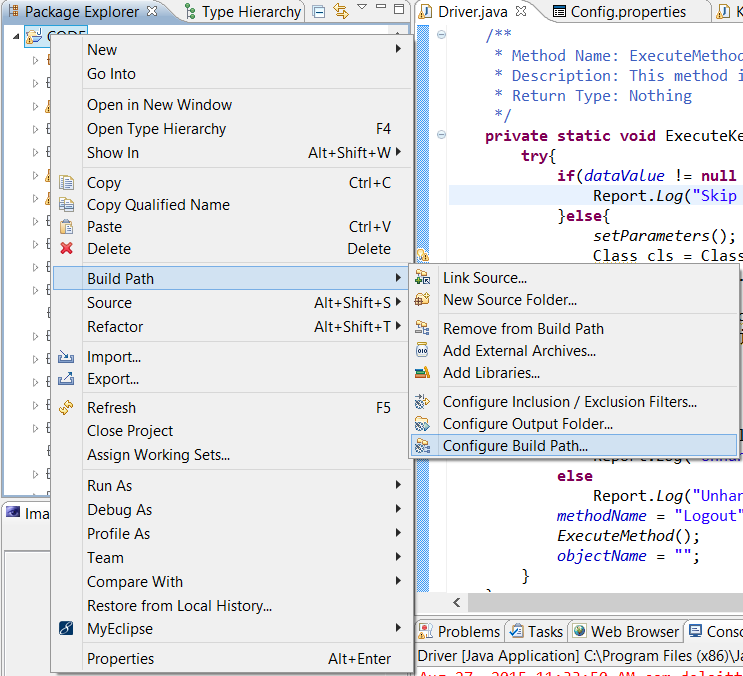 Package Explorer
Type Hierarchy
Driver.java
Config.properties
CODE
New
Go Into
Open in New Window
Open Type Hierarchy F4
Show In Alt+Shift+W
Copy Ctrl+C
Copy Qualified Name
Paste Ctrl+V
Delete Delete
Build Path
Source Alt+Shift+S
Refactor Alt+Shift+T
Import...
Export...
Refresh F5
Close Project
Assign Working Sets...
Run As
Debug As
Profile As
Team
Compare With
Restore from Local History...
MyEclipse
Properties Alt+Enter
Link Source...
New Source Folder...
Remove from Build Path
Add External Archives...
Add Libraries...
Configure Inclusion / Exclusion Filters...
Configure Output Folder...
Configure Build Path...
/**
* Method Name: ExecuteMethod
* Description: This method i
* Return Type: Nothing
*/
private static void ExecuteKe
try{
if(dataValue != null
Report.Log("Skip
}else{
setParameters();
Class cls = Class
else
Report.Log("Unhan
methodName = "Logout"
ExecuteMethod();
objectName = "";
}
Ima
Problems
Tasks
Web Browser
Conso
Driver [Java Application] C:\Program Files (x86)\Ja